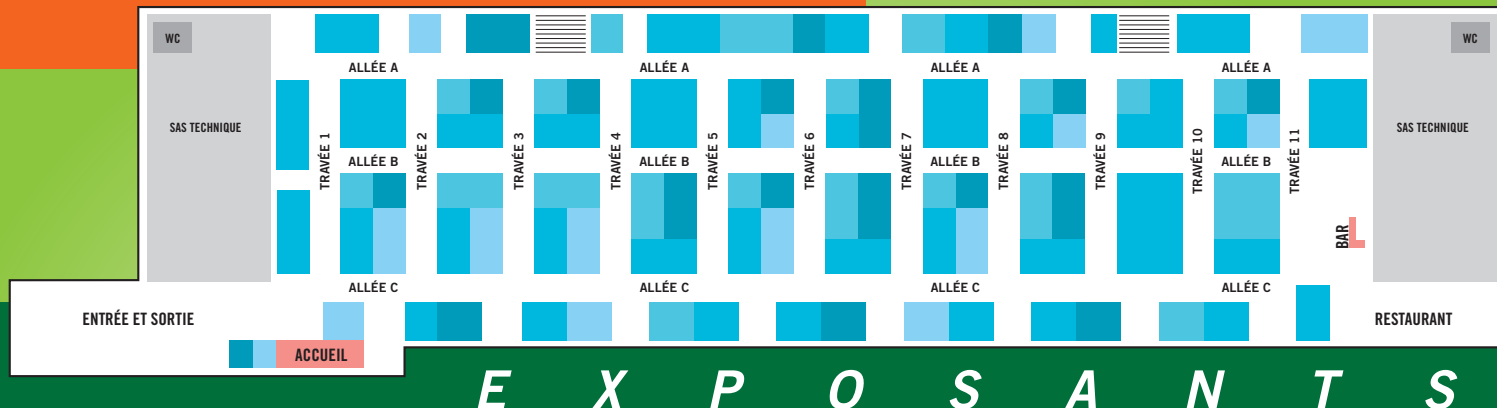 WC
WC
ALLÉE A
ALLÉE A
ALLÉE A
ALLÉE A
SAS TECHNIQUE
SAS TECHNIQUE
TRAVÉE 1
TRAVÉE 2
TRAVÉE 3
TRAVÉE 4
TRAVÉE 5
TRAVÉE 6
TRAVÉE 7
TRAVÉE 8
TRAVÉE 9
TRAVÉE 10
TRAVÉE 11
ALLÉE B
ALLÉE B
ALLÉE B
ALLÉE B
BAR
ALLÉE C
ALLÉE C
ALLÉE C
ALLÉE C
ENTRÉE ET SORTIE
RESTAURANT
ACCUEIL
EXPOSANTS